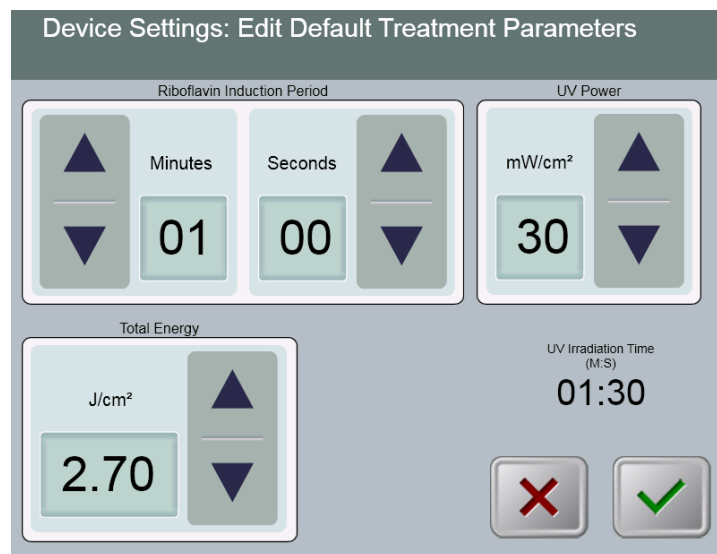 Device Settings: Edit Default Treatment Parameters
Riboflavin Induction Period
UV Power
Minutes
Seconds
mW/cm²
01
00
30
Total Energy
UV Irradiation Time
(M:S)
J/cm²
01:30
2.70